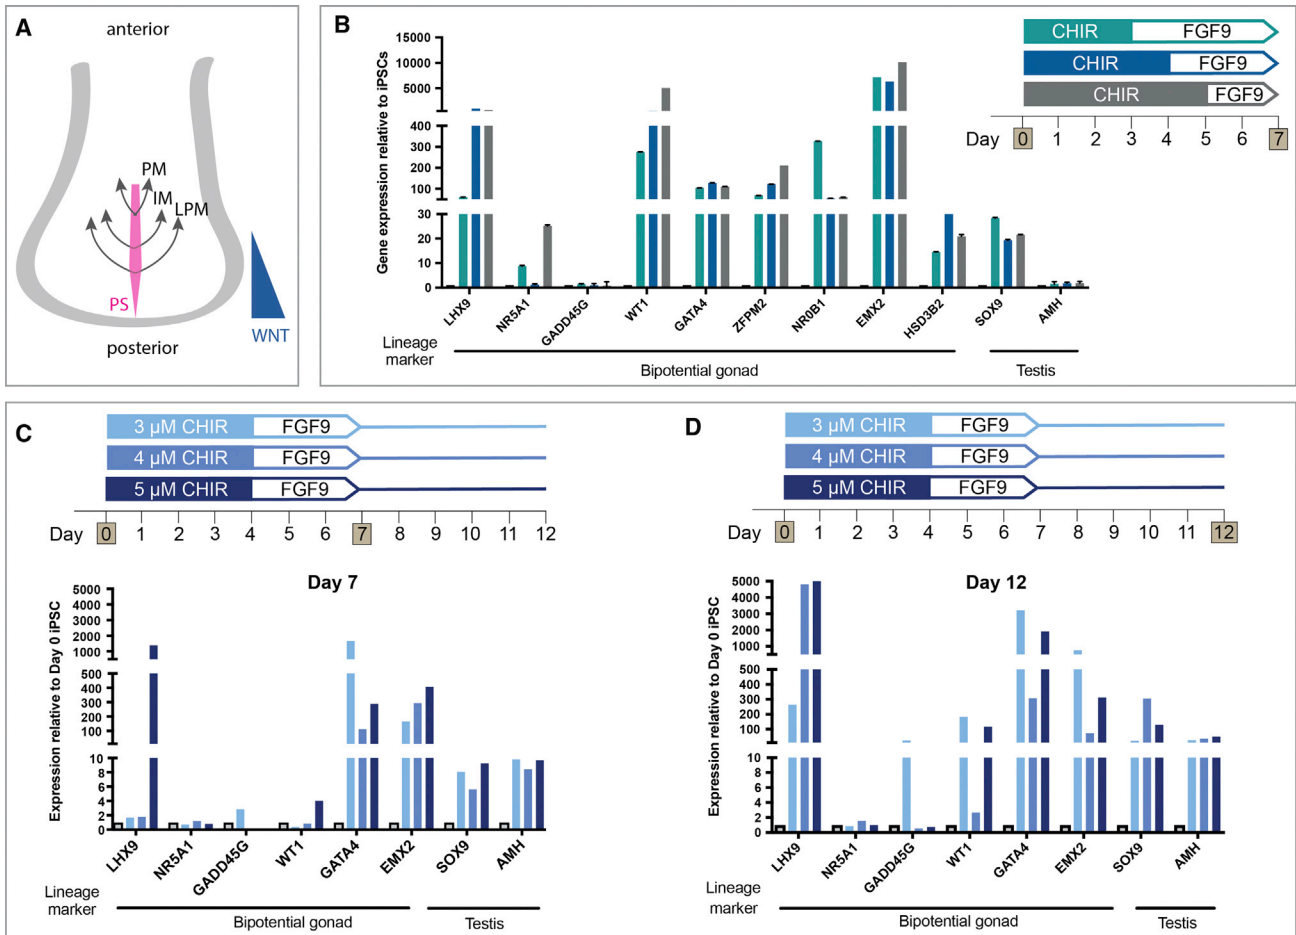 A
anterior
PM
IM
LPM
PS
WNT
posterior
B
CHIR FGF9
CHIR FGF9
CHIR FGF9
Day 0 1 2 3 4 5 6 7
Gene expression relative to iPSCs
15000
10000
5000
400
300
200
100
30
20
10
0
LHX9 NR5A1 GADD45G WT1 GATA4 ZFPM2 NR0B1 EMX2 HSD3B2 SOX9 AMH
Lineage
marker
Bipotential gonad Testis
C
3 µM CHIR FGF9
4 µM CHIR FGF9
5 µM CHIR FGF9
Day 0 1 2 3 4 5 6 7 8 9 10 11 12
Day 7
Expression relative to Day 0 iPSC
5000
4000
3000
2000
1000
500
400
300
200
100
10
8
6
4
2
0
LHX9 NR5A1 GADD45G WT1 GATA4 EMX2 SOX9 AMH
Lineage
marker
Bipotential gonad Testis
D
3 µM CHIR FGF9
4 µM CHIR FGF9
5 µM CHIR FGF9
Day 0 1 2 3 4 5 6 7 8 9 10 11 12
Day 12
Expression relative to Day 0 iPSC
5000
4000
3000
2000
1000
500
400
300
200
100
10
8
6
4
2
0
LHX9 NR5A1 GADD45G WT1 GATA4 EMX2 SOX9 AMH
Lineage
marker
Bipotential gonad Testis